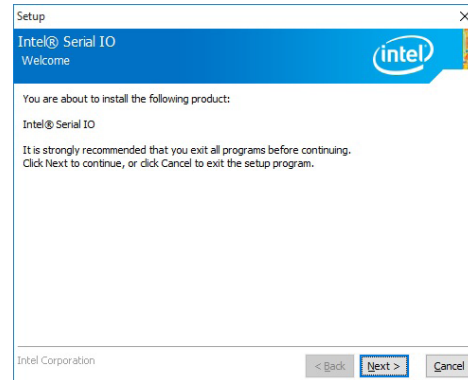 Setup
Intel® Serial IO
Welcome
intel
You are about to install the following product:
Intel® Serial IO
It is strongly recommended that you exit all programs before continuing.
Click Next to continue, or click Cancel to exit the setup program.
Intel Corporation
< Back Next > Cancel